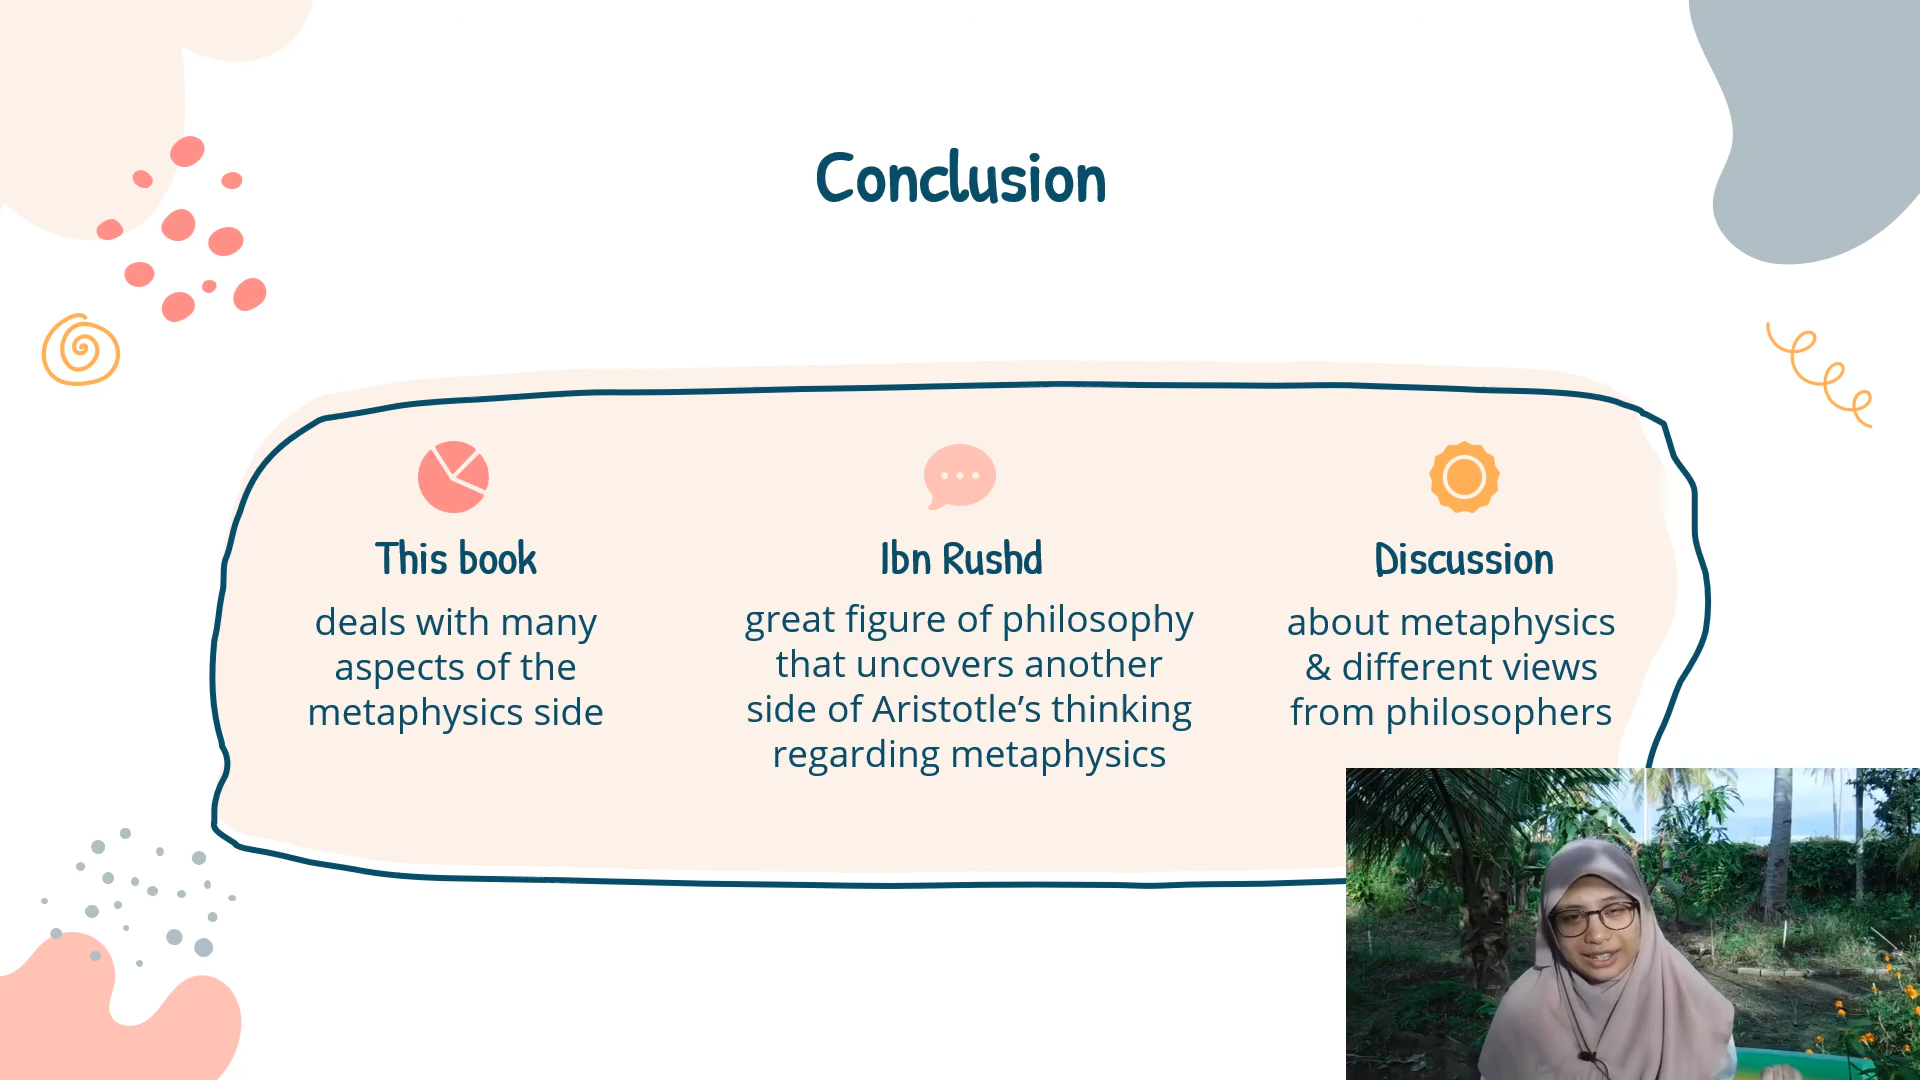 Conclusion
This book
deals with many
aspects of the
metaphysics side
Ibn Rushd
great figure of philosophy
that uncovers another
side of Aristotle’s thinking
regarding metaphysics
Discussion
about metaphysics
& different views
from philosophers